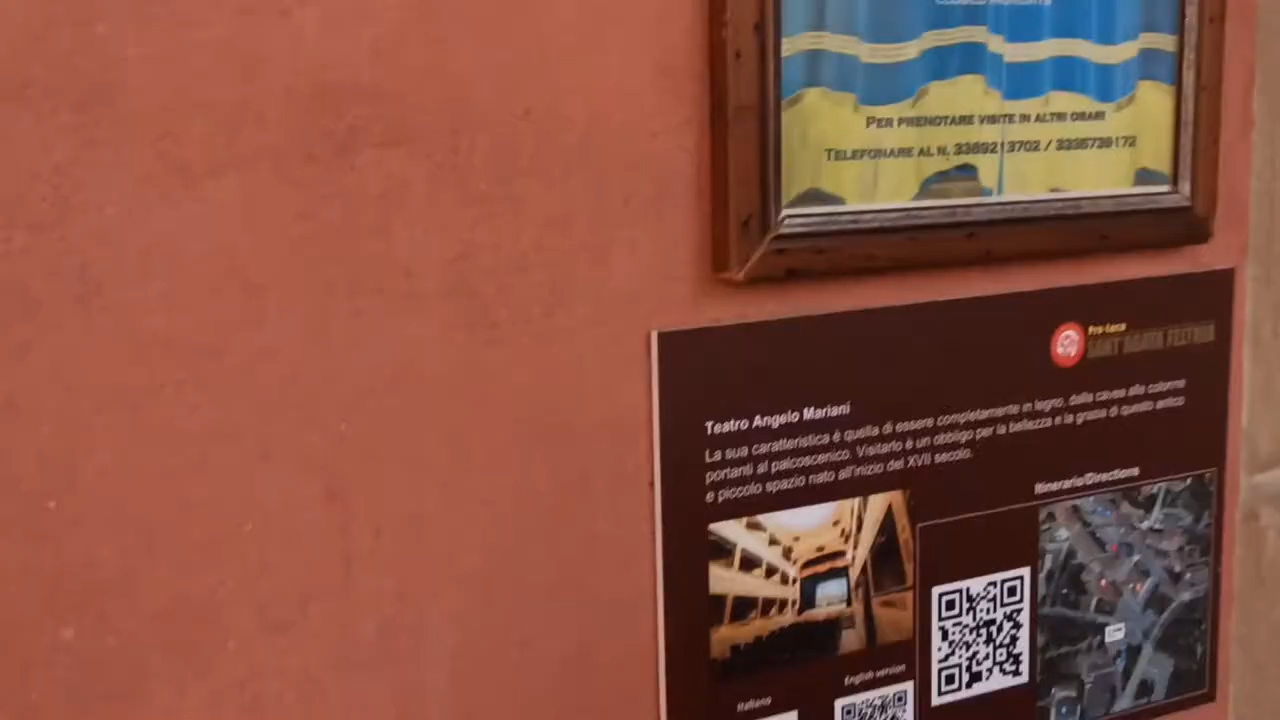 PER PRENOTARE VISITE IN ALTRI ORARI
TELEFONARE AL N. 3389213702 / 3335739172
Pro-Loco
SANT'AGATA FELTRIA
Teatro Angelo Mariani
La sua caratteristica è quella di essere completamente in legno, dalla cavea alle colonne
portanti al palcoscenico. Visitarlo è un obbligo per la bellezza e la grazia di questo antico
e piccolo spazio nato all'inizio del XVII secolo.
Itinerario/Directions
English version
Italiano